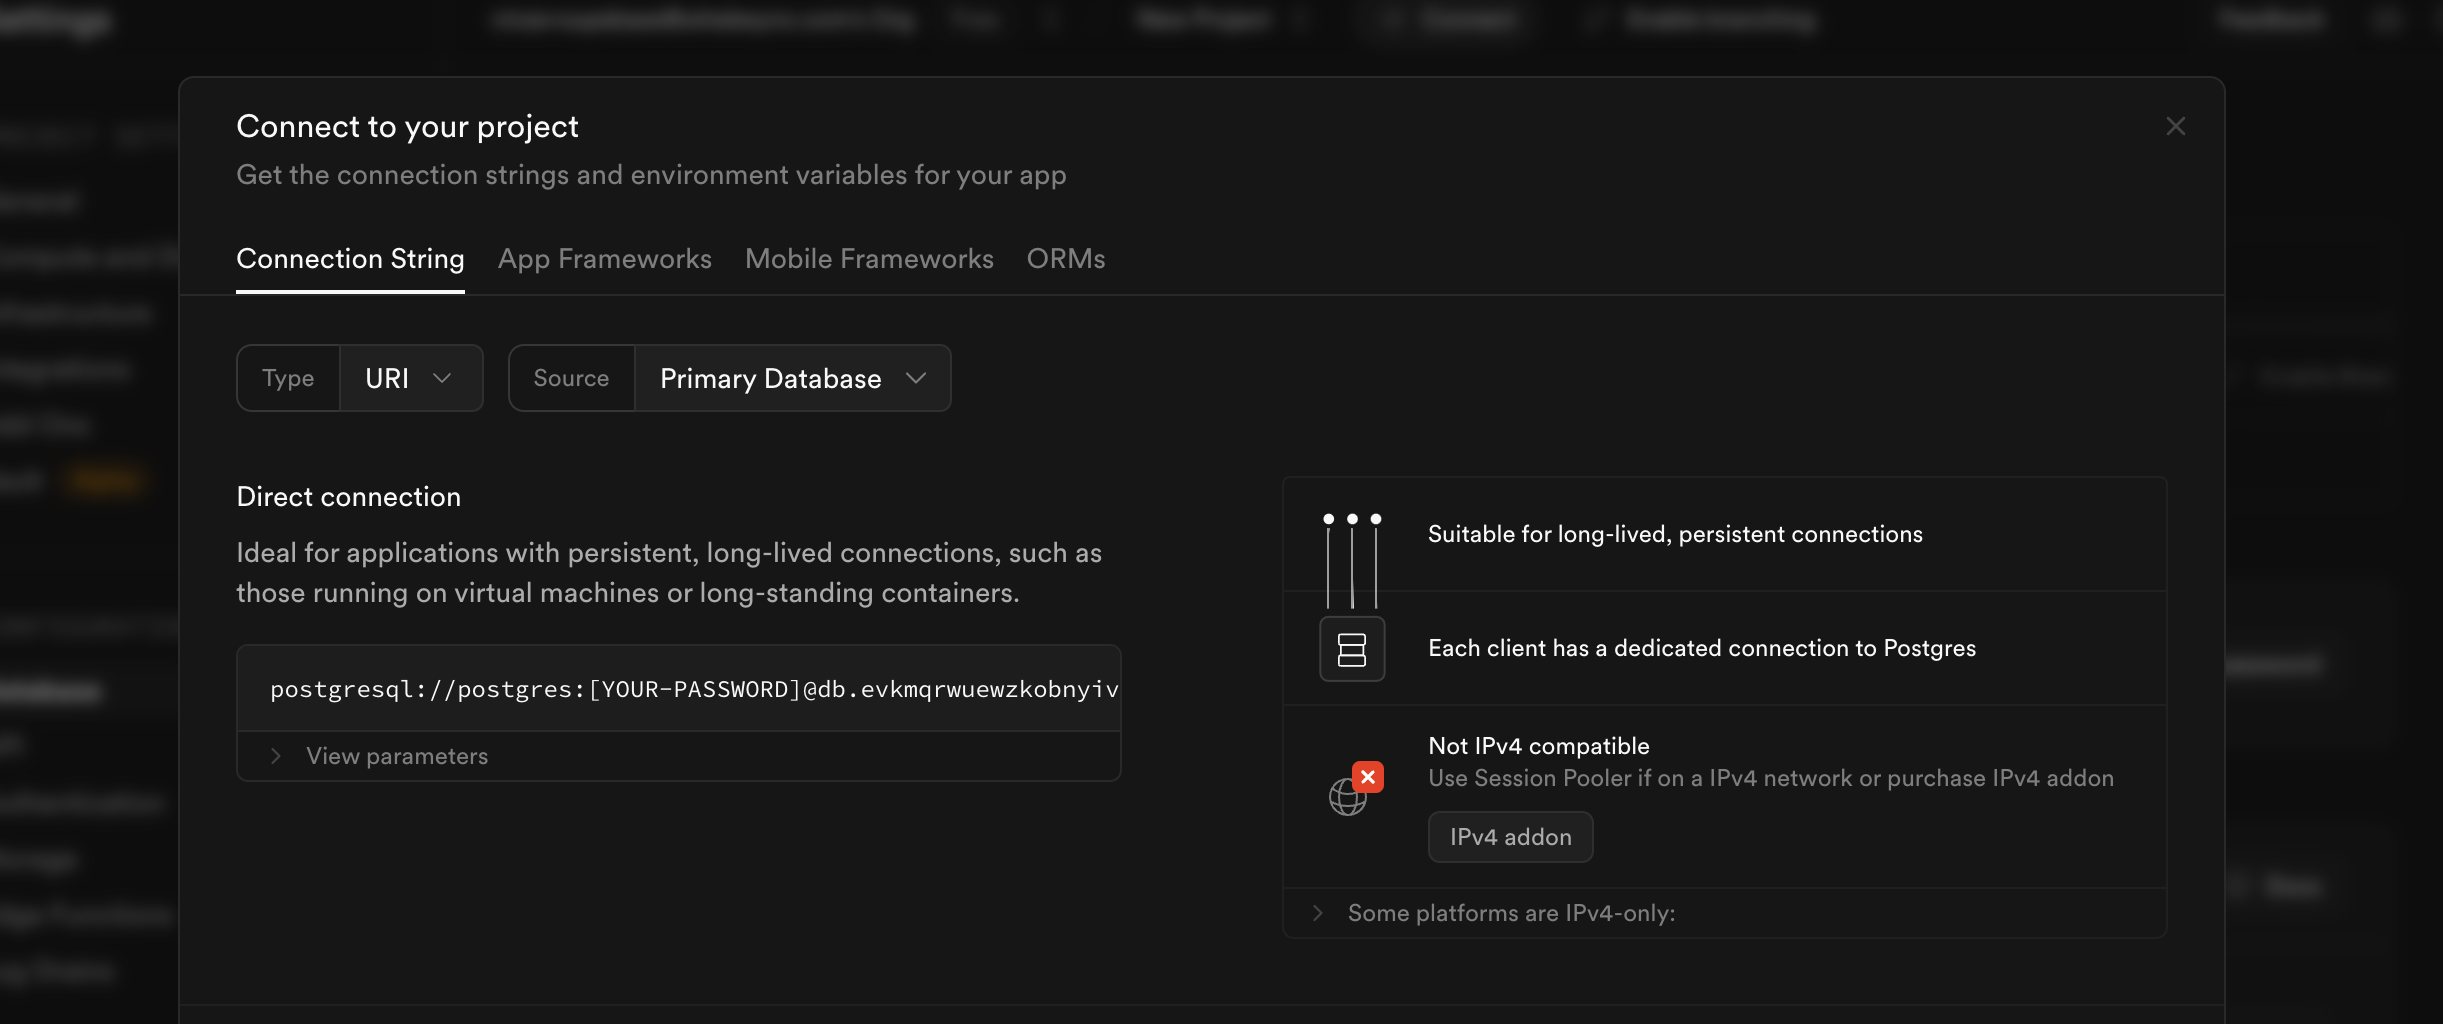 Connect to your project
Get the connection strings and environment variables for your app
Connection String
App Frameworks
Mobile Frameworks
ORMs
Type
URI
Source
Primary Database
Direct connection
Ideal for applications with persistent, long-lived connections, such as
those running on virtual machines or long-standing containers.
postgresql://postgres:[YOUR-PASSWORD]@db.evkmqrwuewzkobnyiv
View parameters
Suitable for long-lived, persistent connections
Each client has a dedicated connection to Postgres
Not IPv4 compatible
Use Session Pooler if on a IPv4 network or purchase IPv4 addon
IPv4 addon
Some platforms are IPv4-only: